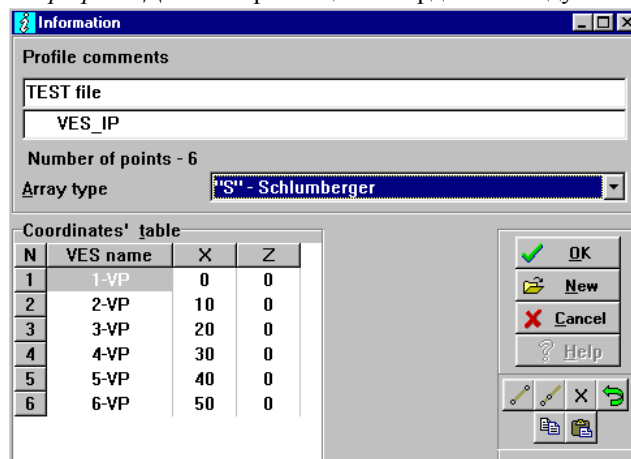 Information
Profile comments
TEST file
VES_IP
Number of points - 6
Array type "S" - Schlumberger
Coordinates' table
N VES name X Z
1 1-VP 0 0
2 2-VP 10 0
3 3-VP 20 0
4 4-VP 30 0
5 5-VP 40 0
6 6-VP 50 0
OK
New
Cancel
? Help
X